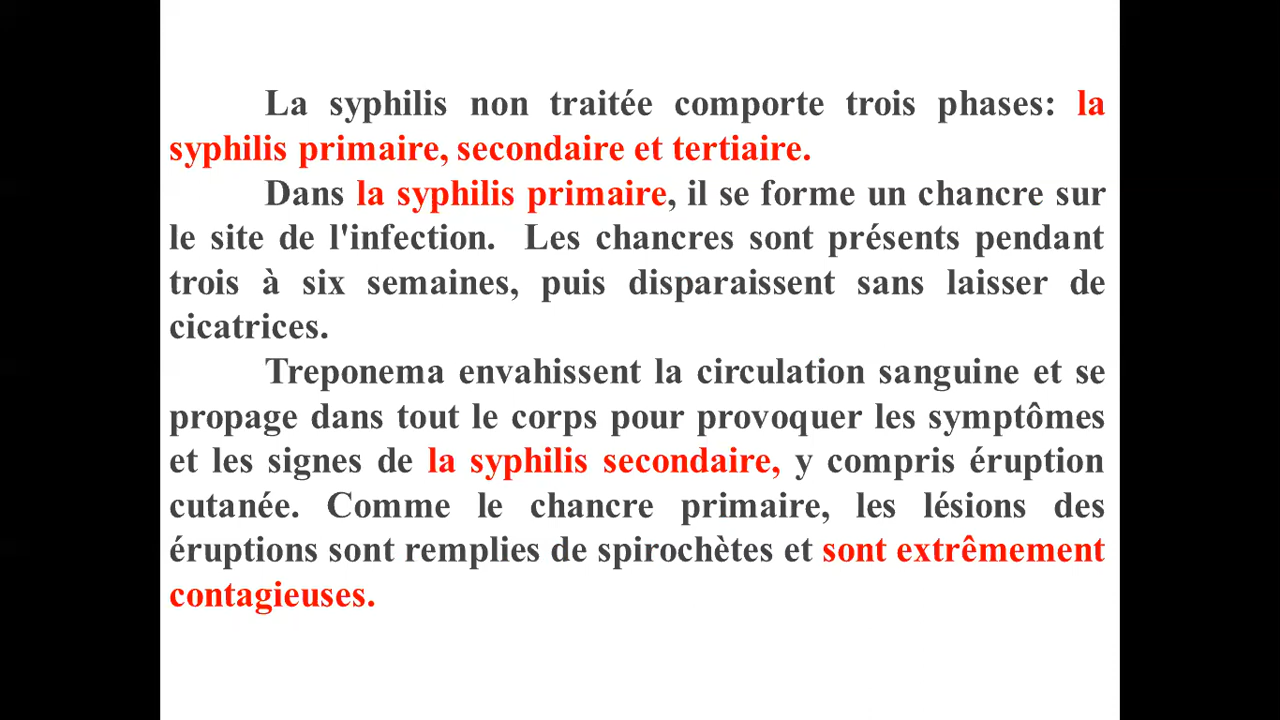 La syphilis non traitée comporte trois phases: la
syphilis primaire, secondaire et tertiaire.
Dans la syphilis primaire, il se forme un chancre sur
le site de l'infection. Les chancres sont présents pendant
trois à six semaines, puis disparaissent sans laisser de
cicatrices.
Treponema envahissent la circulation sanguine et se
propage dans tout le corps pour provoquer les symptômes
et les signes de la syphilis secondaire, y compris éruption
cutanée. Comme le chancre primaire, les lésions des
éruptions sont remplies de spirochètes et sont extrêmement
contagieuses.